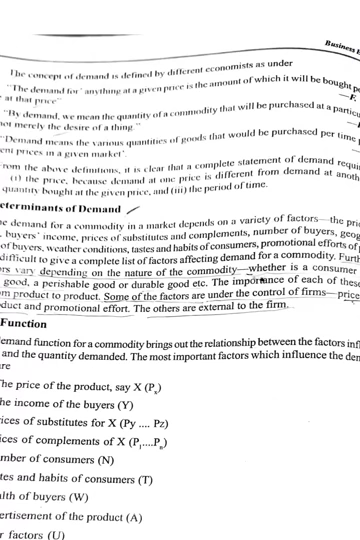 Business E
The concept of demand is defined by different economists as under
"The demand for anything at a given price is the amount of which it will be bought pe
at that price"
—F.
"By demand, we mean the quantity of a commodity that will be purchased at a particu
not merely the desire of a thing."
"Demand means the various quantities of goods that would be purchased per time p
ent prices in a given market'.
rom the above definitions, it is clear that a complete statement of demand requi
(i) the price, because demand at one price is different from demand at anoth
quantity bought at the given price, and (iii) the period of time.
eterminants of Demand
he demand for a commodity in a market depends on a variety of factors—the pric
, buyers' income, prices of substitutes and complements, number of buyers, geog
of buyers, weather conditions, tastes and habits of consumers, promotional efforts of
difficult to give a complete list of factors affecting demand for a commodity. Furth
ors vary depending on the nature of the commodity—whether is a consumer
good, a perishable good or durable good etc. The importance of each of these
om product to product. Some of the factors are under the control of firms—price
oduct and promotional effort. The others are external to the firm.
Function
emand function for a commodity brings out the relationship between the factors infl
and the quantity demanded. The most important factors which influence the den
re
he price of the product, say X (Px)
he income of the buyers (Y)
ices of substitutes for X (Py .... Pz)
ices of complements of X (P1....Pn)
mber of consumers (N)
tes and habits of consumers (T)
alth of buyers (W)
ertisement of the product (A)
r factors (U)